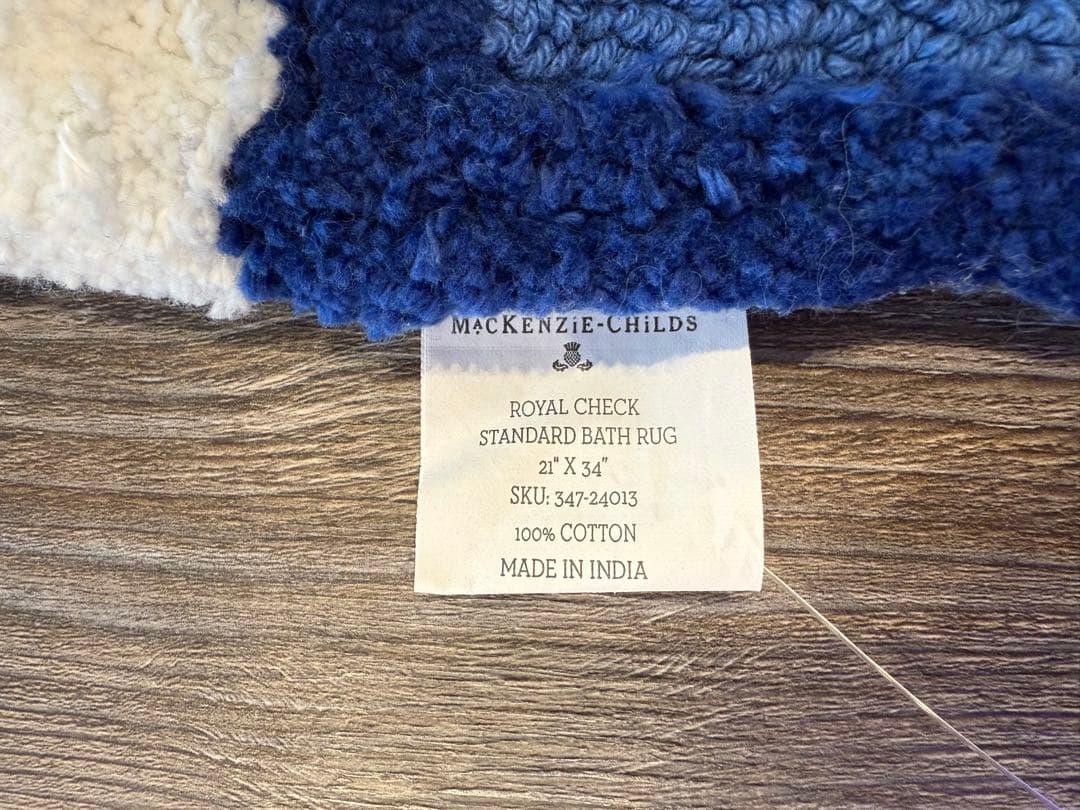 MACKENZIE-CHILDS
ROYAL CHECK
STANDARD BATH RUG
21" X 34"
SKU: 347-24013
100% COTTON
MADE IN INDIA